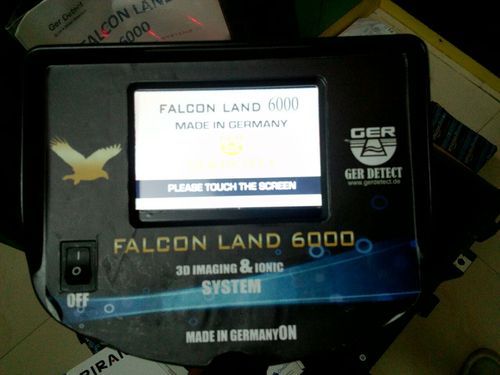 Ger Detect
FALCON LAND
6000
FALCON LAND 6000
MADE IN GERMANY
PLEASE TOUCH THE SCREEN
GER
GER DETECT
www.gerdetect.de
FALCON LAND 6000
3D IMAGING & IONIC
SYSTEM
OFF
MADE IN GERMANYON